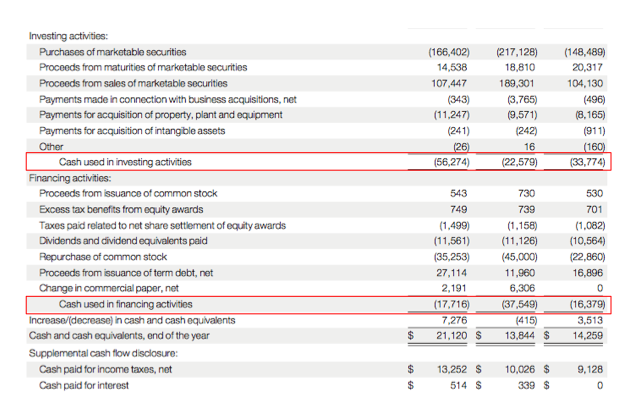 Investing activities:
Purchases of marketable securities (166,402) (217,128) (148,489)
Proceeds from maturities of marketable securities 14,538 18,810 20,317
Proceeds from sales of marketable securities 107,447 189,301 104,130
Payments made in connection with business acquisitions, net (343) (3,765) (496)
Payments for acquisition of property, plant and equipment (11,247) (9,571) (8,165)
Payments for acquisition of intangible assets (241) (242) (911)
Other (26) 16 (160)
Cash used in investing activities (56,274) (22,579) (33,774)
Financing activities:
Proceeds from issuance of common stock 543 730 530
Excess tax benefits from equity awards 749 739 701
Taxes paid related to net share settlement of equity awards (1,499) (1,158) (1,082)
Dividends and dividend equivalents paid (11,561) (11,126) (10,564)
Repurchase of common stock (35,253) (45,000) (22,860)
Proceeds from issuance of term debt, net 27,114 11,960 16,896
Change in commercial paper, net 2,191 6,306 0
Cash used in financing activities (17,716) (37,549) (16,379)
Increase/(decrease) in cash and cash equivalents 7,276 (415) 3,513
Cash and cash equivalents, end of the year $ 21,120 $ 13,844 $ 14,259
Supplemental cash flow disclosure:
Cash paid for income taxes, net $ 13,252 $ 10,026 $ 9,128
Cash paid for interest $ 514 $ 339 $ 0